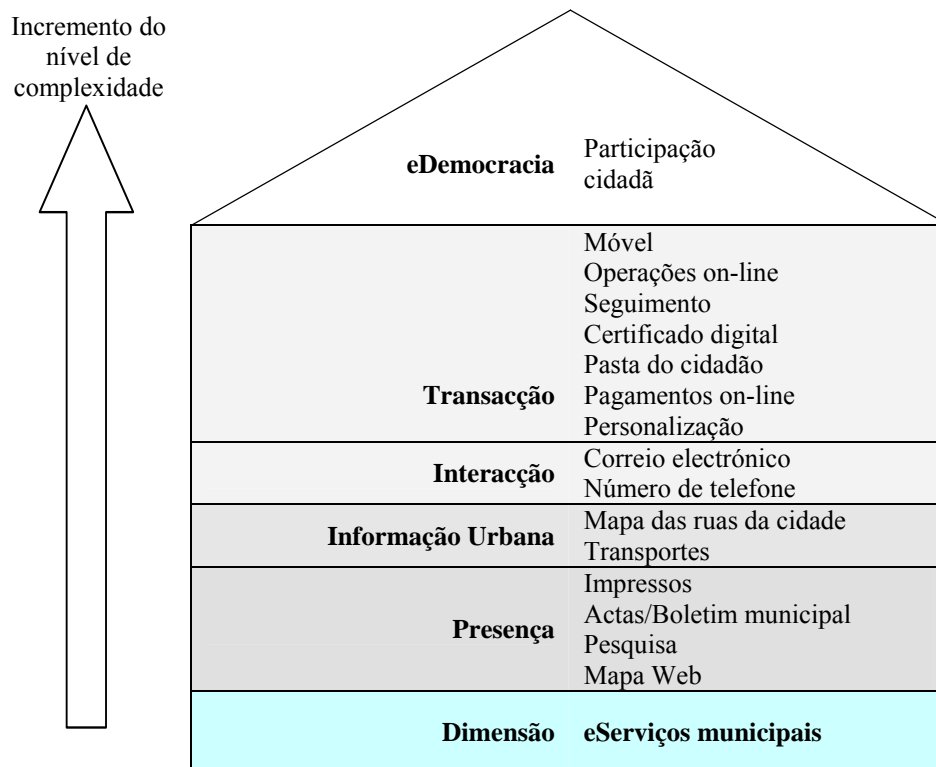 Incremento do
nível de
complexidade
eDemocracia
Participação
cidadã
Transacção
Móvel
Operações on-line
Seguimento
Certificado digital
Pasta do cidadão
Pagamentos on-line
Personalização
Interacção
Correio electrónico
Número de telefone
Informação Urbana
Mapa das ruas da cidade
Transportes
Presença
Impressos
Actas/Boletim municipal
Pesquisa
Mapa Web
Dimensão
eServiços municipais